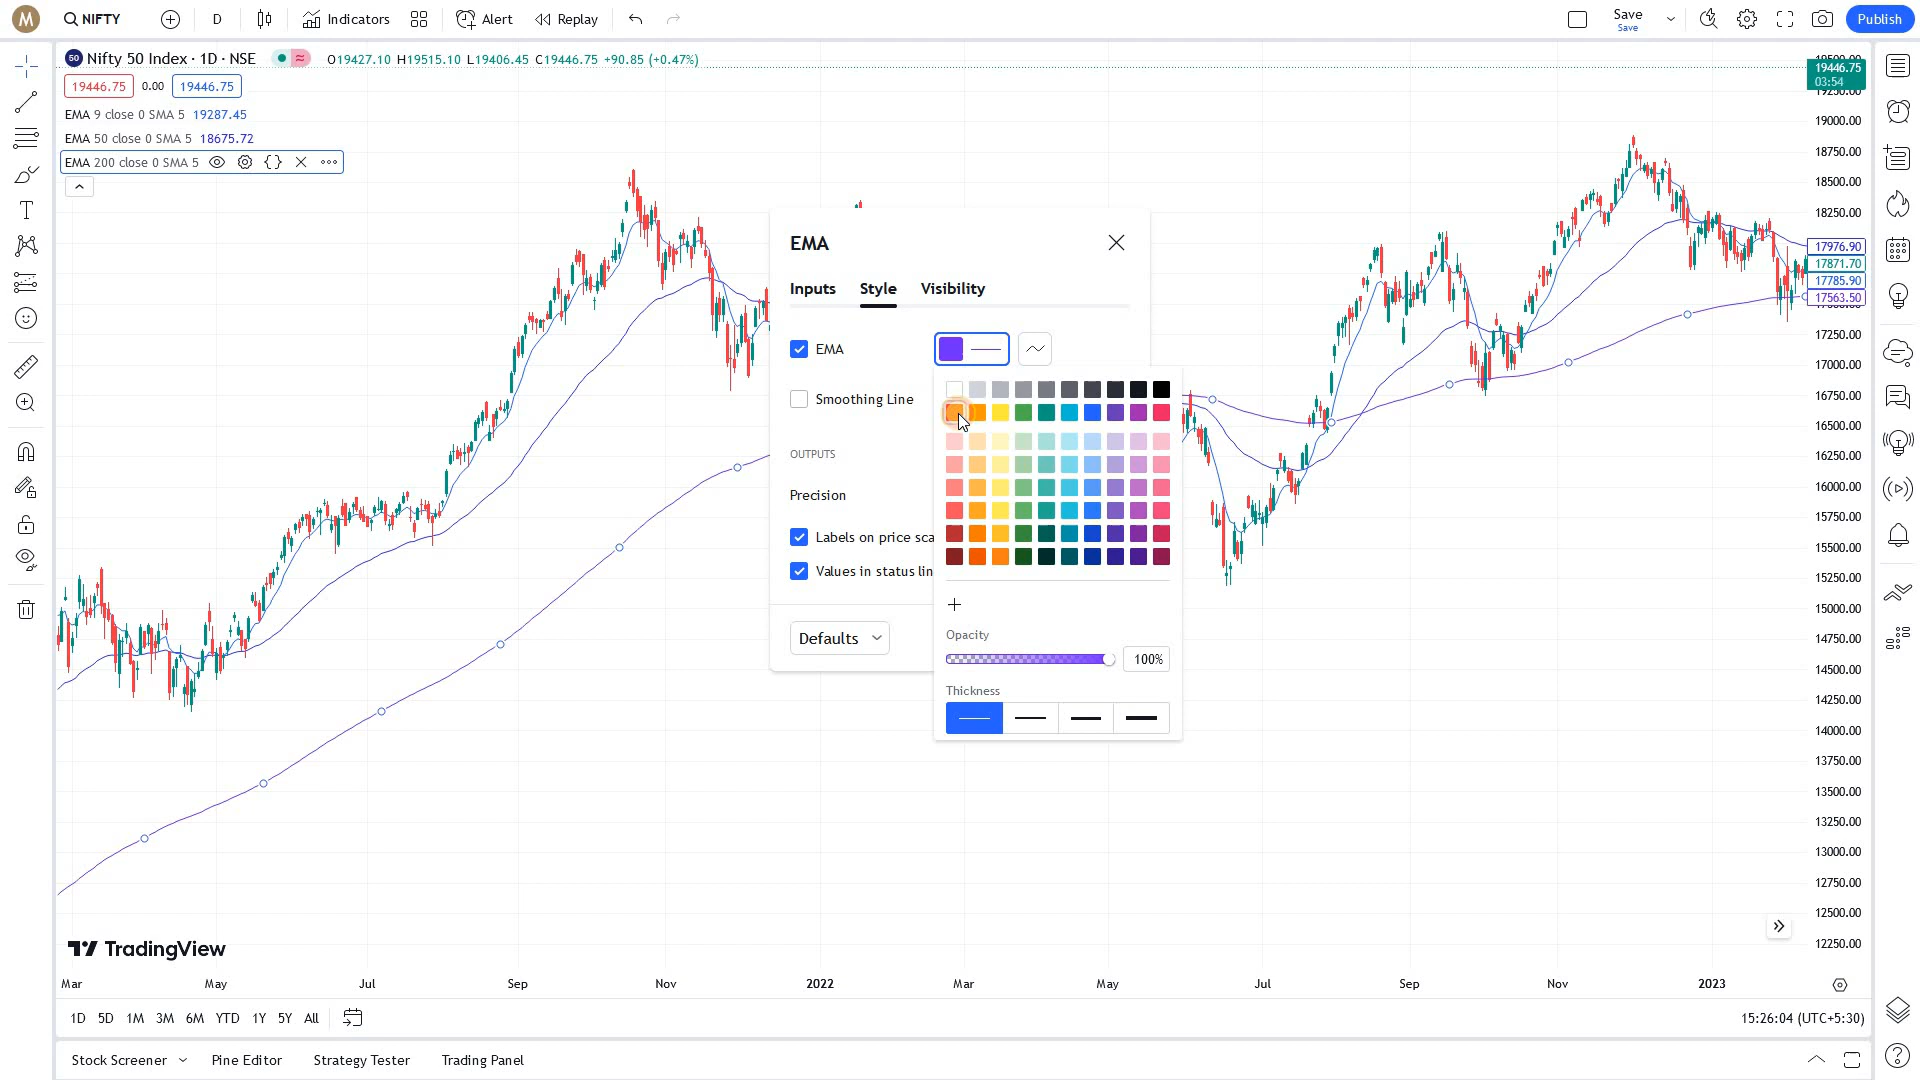 M NIFTY D Indicators Alert Replay Save Save Publish
50 Nifty 50 Index · 1D · NSE O19427.10 H19515.10 L19406.45 C19446.75 +90.85 (+0.47%)
19446.75 0.00 19446.75
EMA 9 close 0 SMA 5 19287.45
EMA 50 close 0 SMA 5 18675.72
EMA 200 close 0 SMA 5
EMA
Inputs Style Visibility
EMA
Smoothing Line
OUTPUTS
Precision
Labels on price sca
Values in status lin
Defaults
Opacity
100%
Thickness
19446.75
03:54
19250.00
19000.00
18750.00
18500.00
18250.00
17976.90
17871.70
17785.90
17563.50
17250.00
17000.00
16750.00
16500.00
16250.00
16000.00
15750.00
15500.00
15250.00
15000.00
14750.00
14500.00
14250.00
14000.00
13750.00
13500.00
13250.00
13000.00
12750.00
12500.00
12250.00
TradingView
Mar May Jul Sep Nov 2022 Mar May Jul Sep Nov 2023
1D 5D 1M 3M 6M YTD 1Y 5Y All 15:26:04 (UTC+5:30)
Stock Screener Pine Editor Strategy Tester Trading Panel